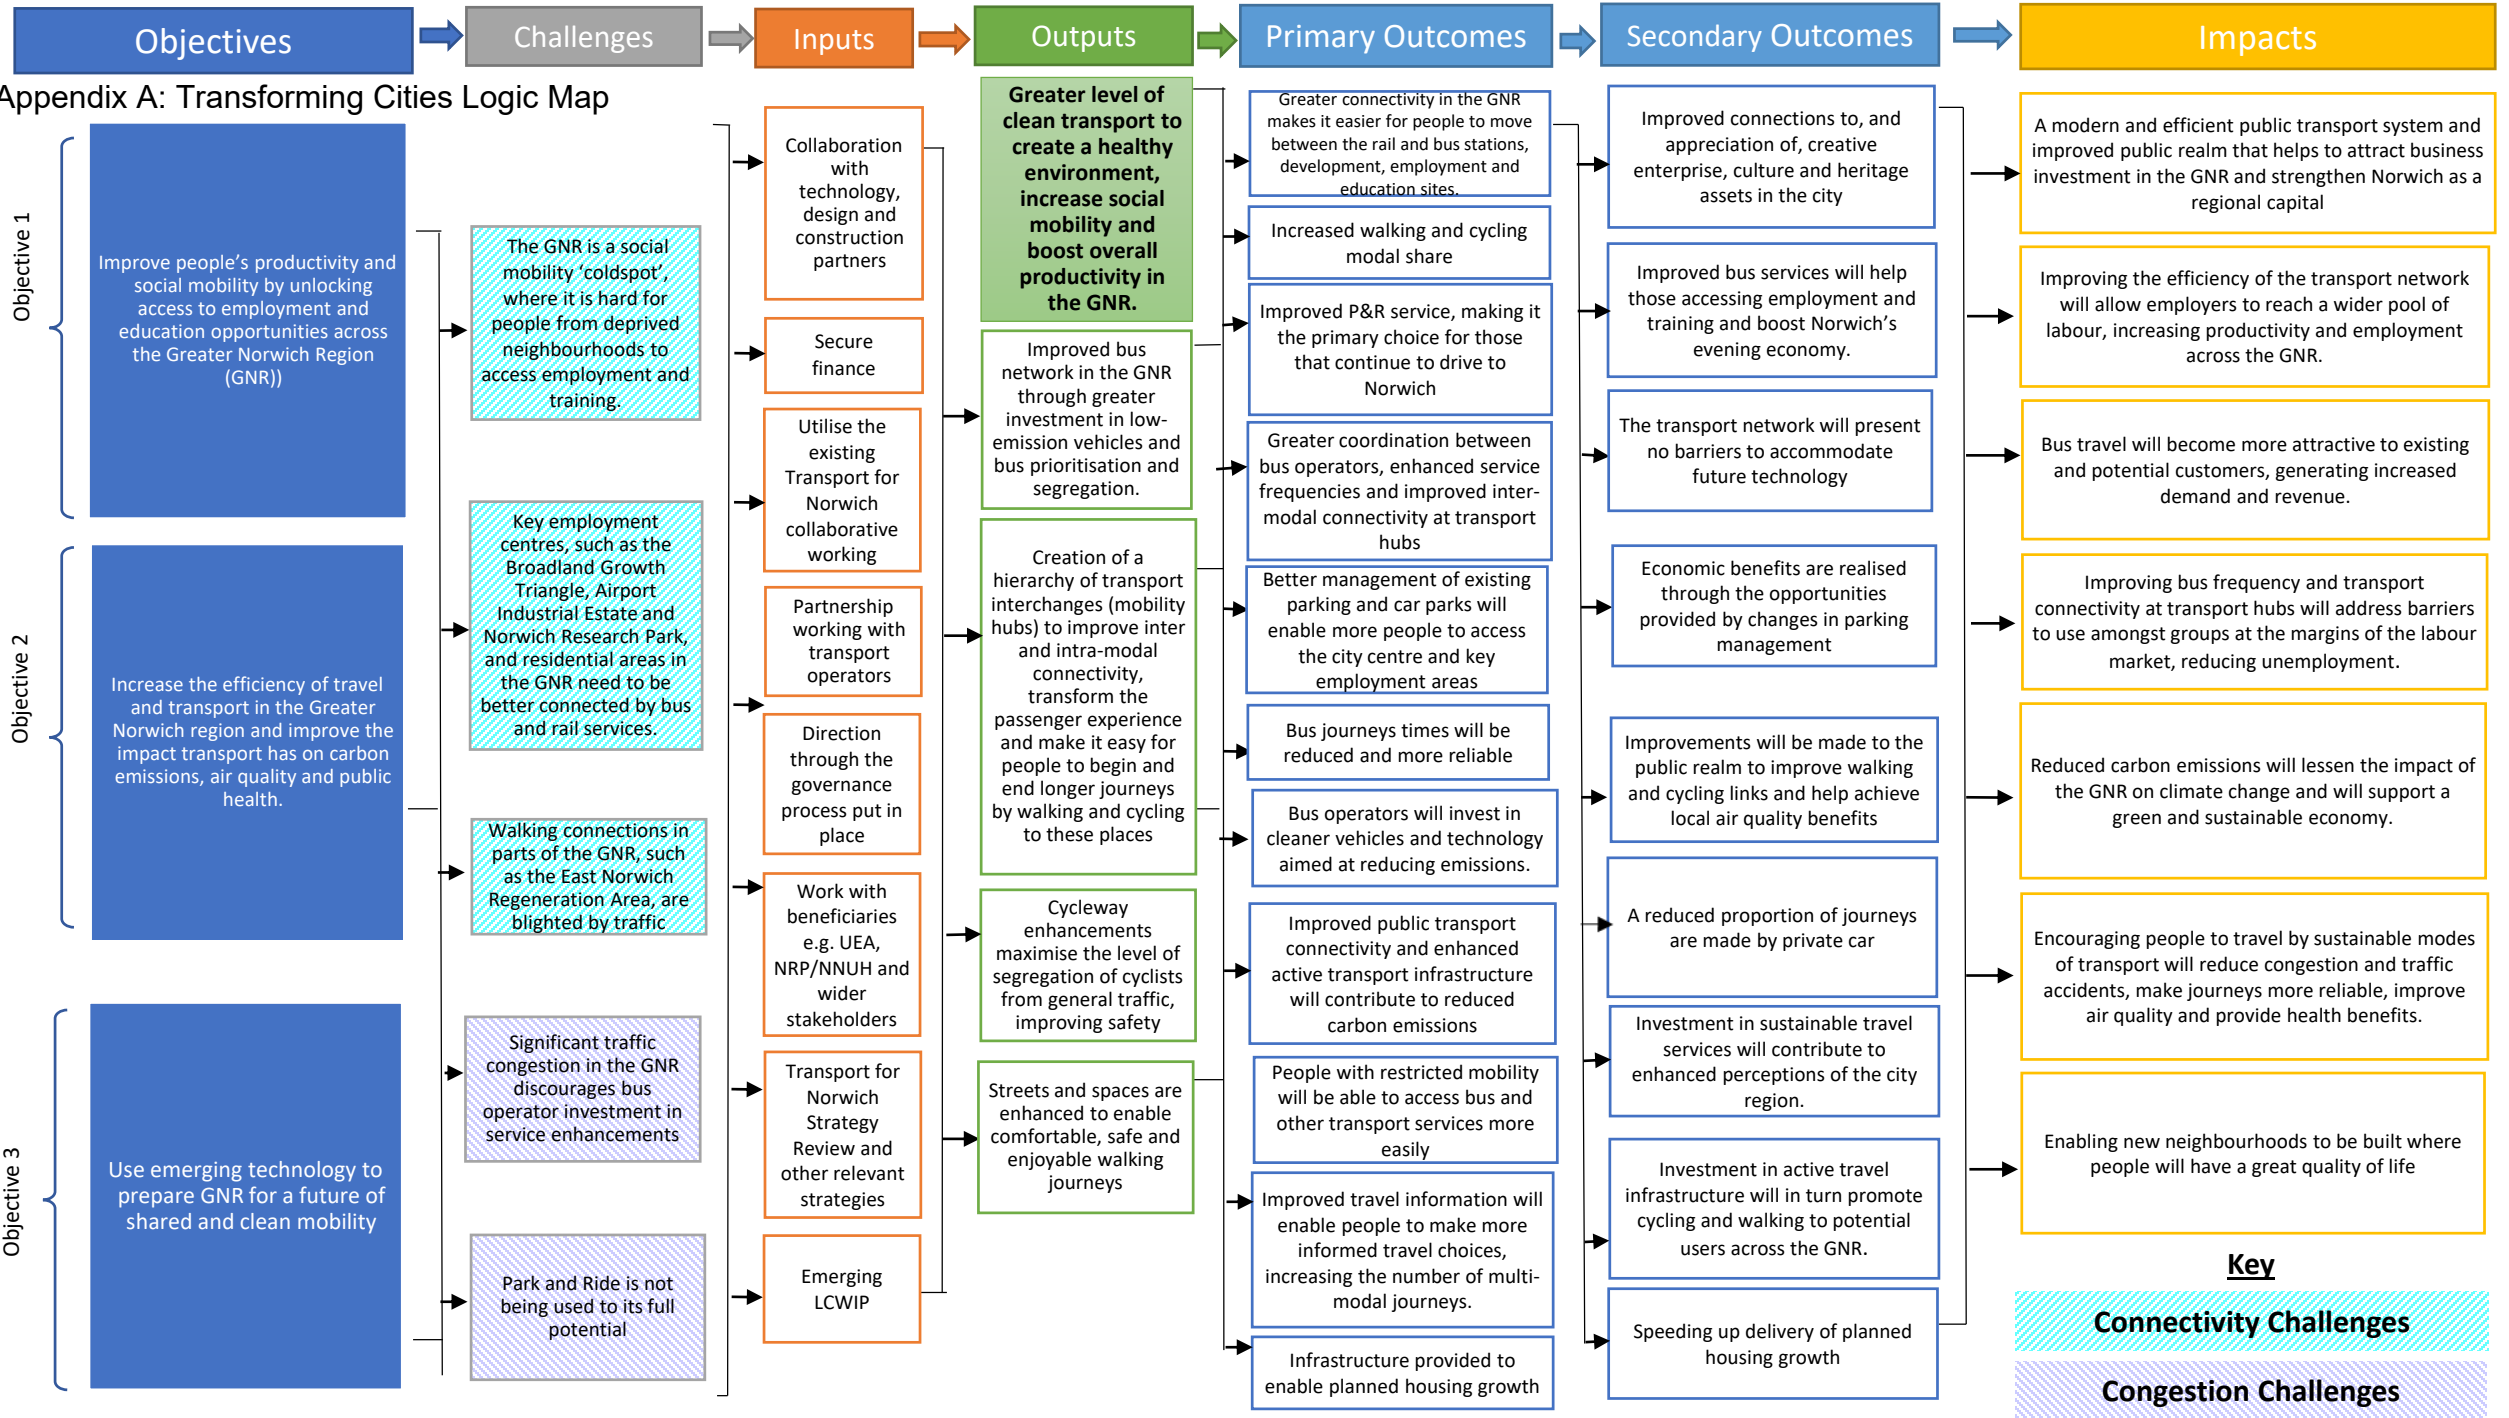 Objectives
Challenges
Inputs
Outputs
Primary Outcomes
Secondary Outcomes
Impacts
Appendix A: Transforming Cities Logic Map
Objective 1
Improve people's productivity and
social mobility by unlocking
access to employment and
education opportunities across
the Greater Norwich Region
(GNR))
Objective 2
Increase the efficiency of travel
and transport in the Greater
Norwich region and improve the
impact transport has on carbon
emissions, air quality and public
health.
Objective 3
Use emerging technology to
prepare GNR for a future of
shared and clean mobility
The GNR is a social
mobility 'coldspot',
where it is hard for
people from deprived
neighbourhoods to
access employment and
training.
Key employment
centres, such as the
Broadland Growth
Triangle, Airport
Industrial Estate and
Norwich Research Park,
and residential areas in
the GNR need to be
better connected by bus
and rail services.
Walking connections in
parts of the GNR, such
as the East Norwich
Regeneration Area, are
blighted by traffic
Significant traffic
congestion in the GNR
discourages bus
operator investment in
service enhancements
Park and Ride is not
being used to its full
potential
Collaboration
with
technology,
design and
construction
partners
Secure
finance
Utilise the
existing
Transport for
Norwich
collaborative
working
Partnership
working with
transport
operators
Direction
through the
governance
process put in
place
Work with
beneficiaries
e.g. UEA,
NRP/NNUH and
wider
stakeholders
Transport for
Norwich
Strategy
Review and
other relevant
strategies
Emerging
LCWIP
Greater level of
clean transport to
create a healthy
environment,
increase social
mobility and
boost overall
productivity in
the GNR.
Improved bus
network in the GNR
through greater
investment in low-
emission vehicles and
bus prioritisation and
segregation.
Creation of a
hierarchy of transport
interchanges (mobility
hubs) to improve inter
and intra-modal
connectivity,
transform the
passenger experience
and make it easy for
people to begin and
end longer journeys
by walking and cycling
to these places
Cycleway
enhancements
maximise the level of
segregation of cyclists
from general traffic,
improving safety
Streets and spaces are
enhanced to enable
comfortable, safe and
enjoyable walking
journeys
Greater connectivity in the GNR
makes it easier for people to move
between the rail and bus stations,
development, employment and
education sites.
Increased walking and cycling
modal share
Improved P&R service, making it
the primary choice for those
that continue to drive to
Norwich
Greater coordination between
bus operators, enhanced service
frequencies and improved inter-
modal connectivity at transport
hubs
Better management of existing
parking and car parks will
enable more people to access
the city centre and key
employment areas
Bus journeys times will be
reduced and more reliable
Bus operators will invest in
cleaner vehicles and technology
aimed at reducing emissions.
Improved public transport
connectivity and enhanced
active transport infrastructure
will contribute to reduced
carbon emissions
People with restricted mobility
will be able to access bus and
other transport services more
easily
Improved travel information will
enable people to make more
informed travel choices,
increasing the number of multi-
modal journeys.
Infrastructure provided to
enable planned housing growth
Improved connections to, and
appreciation of, creative
enterprise, culture and heritage
assets in the city
Improved bus services will help
those accessing employment and
training and boost Norwich's
evening economy.
The transport network will present
no barriers to accommodate
future technology
Economic benefits are realised
through the opportunities
provided by changes in parking
management
Improvements will be made to the
public realm to improve walking
and cycling links and help achieve
local air quality benefits
A reduced proportion of journeys
are made by private car
Investment in sustainable travel
services will contribute to
enhanced perceptions of the city
region.
Investment in active travel
infrastructure will in turn promote
cycling and walking to potential
users across the GNR.
Speeding up delivery of planned
housing growth
A modern and efficient public transport system and
improved public realm that helps to attract business
investment in the GNR and strengthen Norwich as a
regional capital
Improving the efficiency of the transport network
will allow employers to reach a wider pool of
labour, increasing productivity and employment
across the GNR.
Bus travel will become more attractive to existing
and potential customers, generating increased
demand and revenue.
Improving bus frequency and transport
connectivity at transport hubs will address barriers
to use amongst groups at the margins of the labour
market, reducing unemployment.
Reduced carbon emissions will lessen the impact of
the GNR on climate change and will support a
green and sustainable economy.
Encouraging people to travel by sustainable modes
of transport will reduce congestion and traffic
accidents, make journeys more reliable, improve
air quality and provide health benefits.
Enabling new neighbourhoods to be built where
people will have a great quality of life
Key
Connectivity Challenges
Congestion Challenges